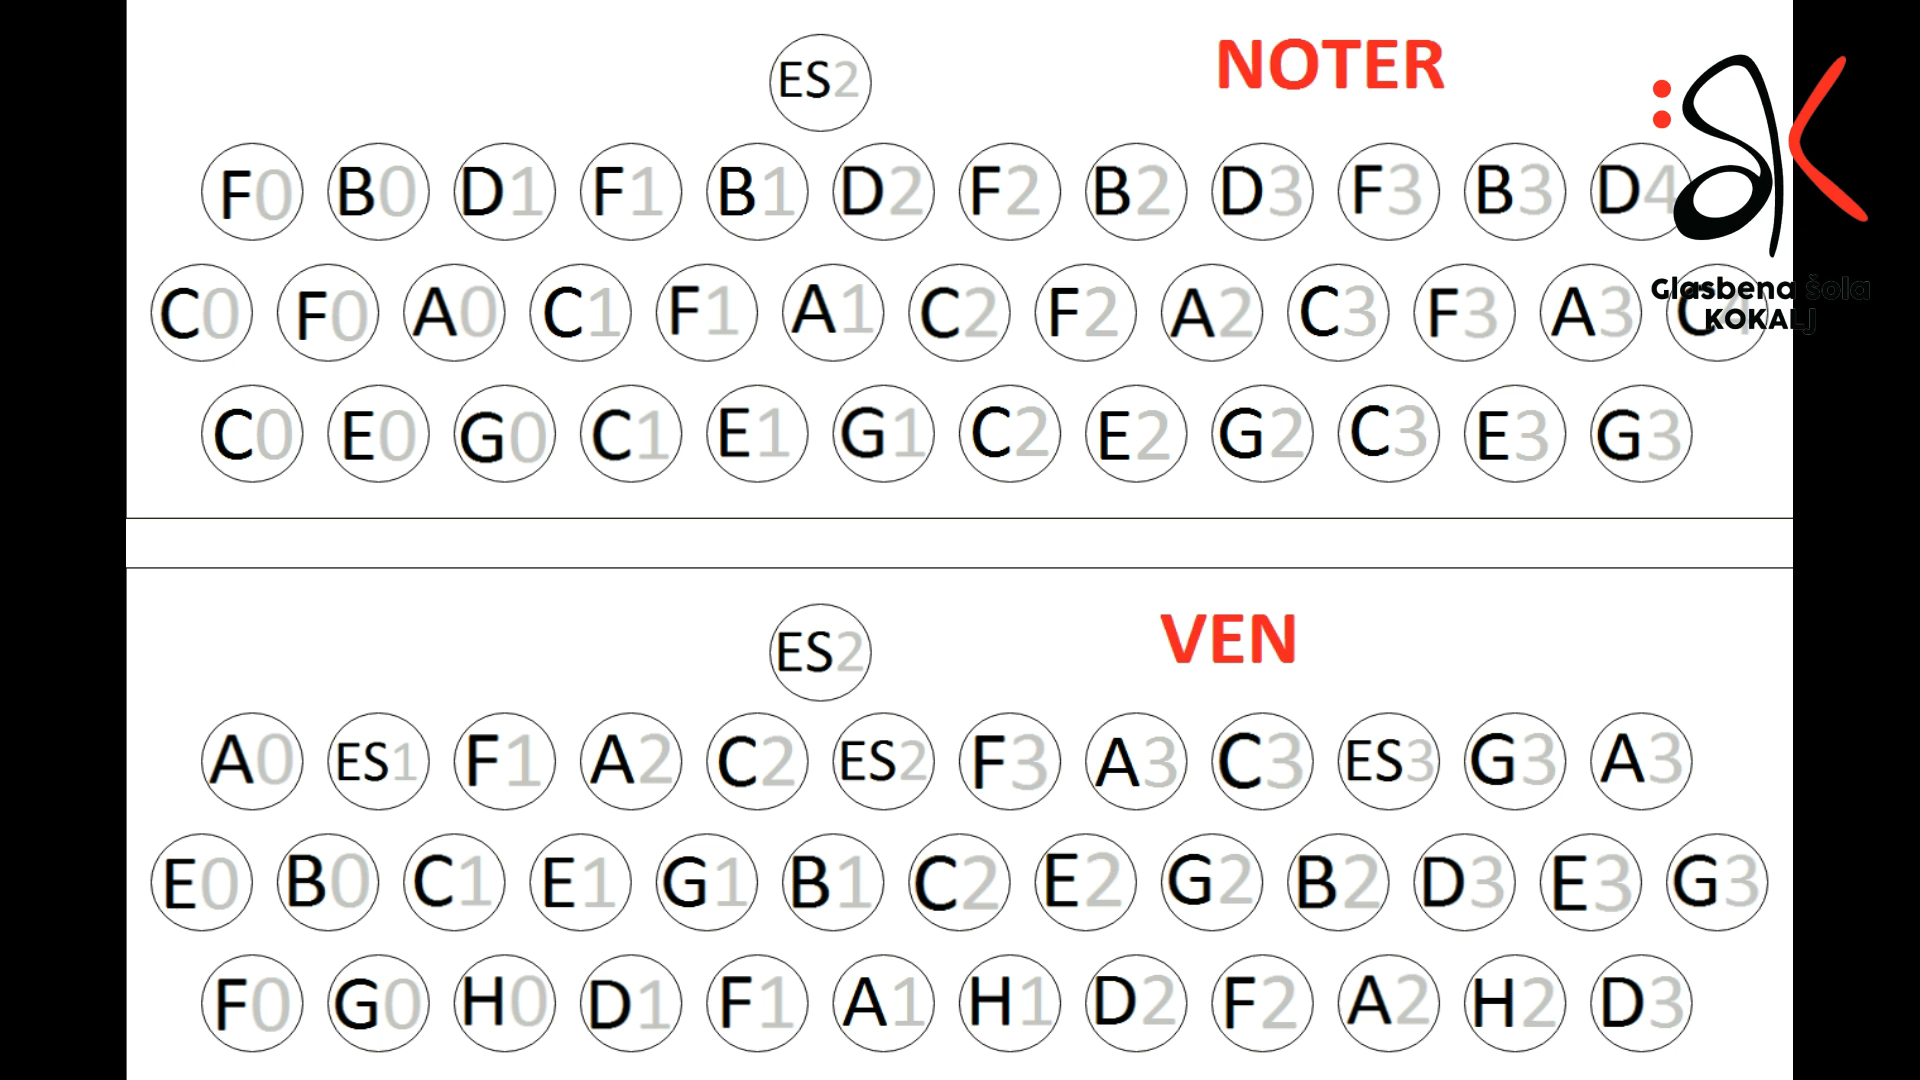 ES2 NOTER
F0 B0 D1 F1 B1 D2 F2 B2 D3 F3 B3 D4
C0 F0 A0 C1 F1 A1 C2 F2 A2 C3 F3 A3 C4
Glasbena šola
KOKALJ
C0 E0 G0 C1 E1 G1 C2 E2 G2 C3 E3 G3
ES2 VEN
A0 ES1 F1 A2 C2 ES2 F3 A3 C3 ES3 G3 A3
E0 B0 C1 E1 G1 B1 C2 E2 G2 B2 D3 E3 G3
F0 G0 H0 D1 F1 A1 H1 D2 F2 A2 H2 D3